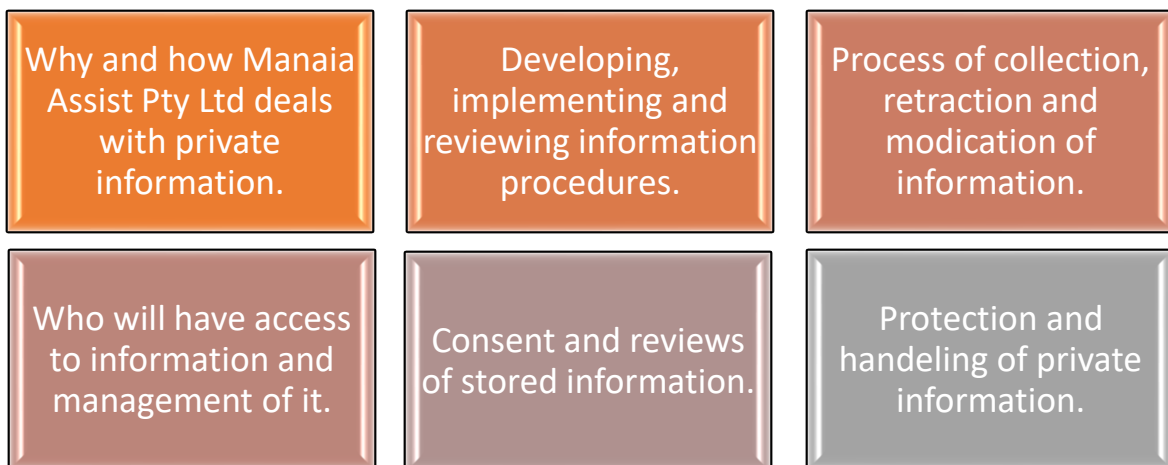 Why and how Manaia
Assist Pty Ltd deals
with private
information.
Developing,
implementing and
reviewing information
procedures.
Process of collection,
retraction and
modication of
information.
Who will have access
to information and
management of it.
Consent and reviews
of stored information.
Protection and
handeling of private
information.